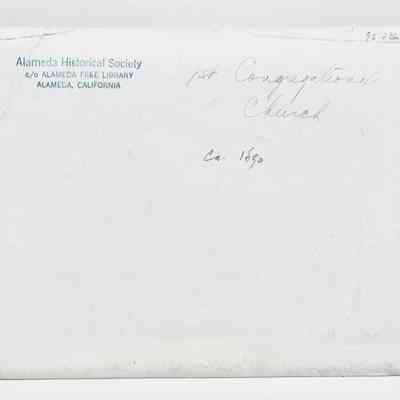 Alameda Historical Society
c/o ALAMEDA FREE LIBRARY
ALAMEDA, CALIFORNIA
1st Congregational
Church
Ca. 1890